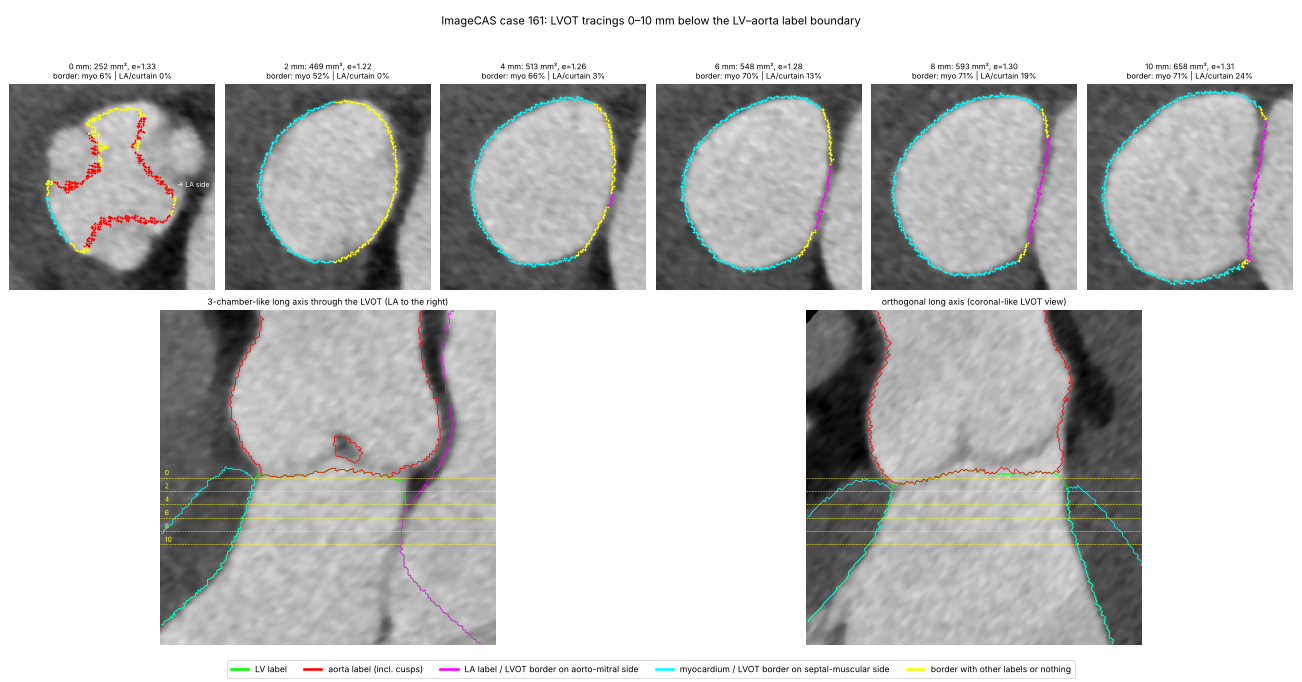 ImageCAS case 161: LVOT tracings 0–10 mm below the LV–aorta label boundary
0 mm: 252 mm², e=1.33
border: myo 6% | LA/curtain 0%
2 mm: 469 mm², e=1.22
border: myo 52% | LA/curtain 0%
4 mm: 513 mm², e=1.26
border: myo 66% | LA/curtain 3%
6 mm: 548 mm², e=1.28
border: myo 70% | LA/curtain 13%
8 mm: 593 mm², e=1.30
border: myo 71% | LA/curtain 19%
10 mm: 658 mm², e=1.31
border: myo 71% | LA/curtain 24%
→ LA side
3-chamber-like long axis through the LVOT (LA to the right)
0
2
4
6
8
10
orthogonal long axis (coronal-like LVOT view)
LV label
aorta label (incl. cusps)
LA label / LVOT border on aorto-mitral side
myocardium / LVOT border on septal-muscular side
border with other labels or nothing